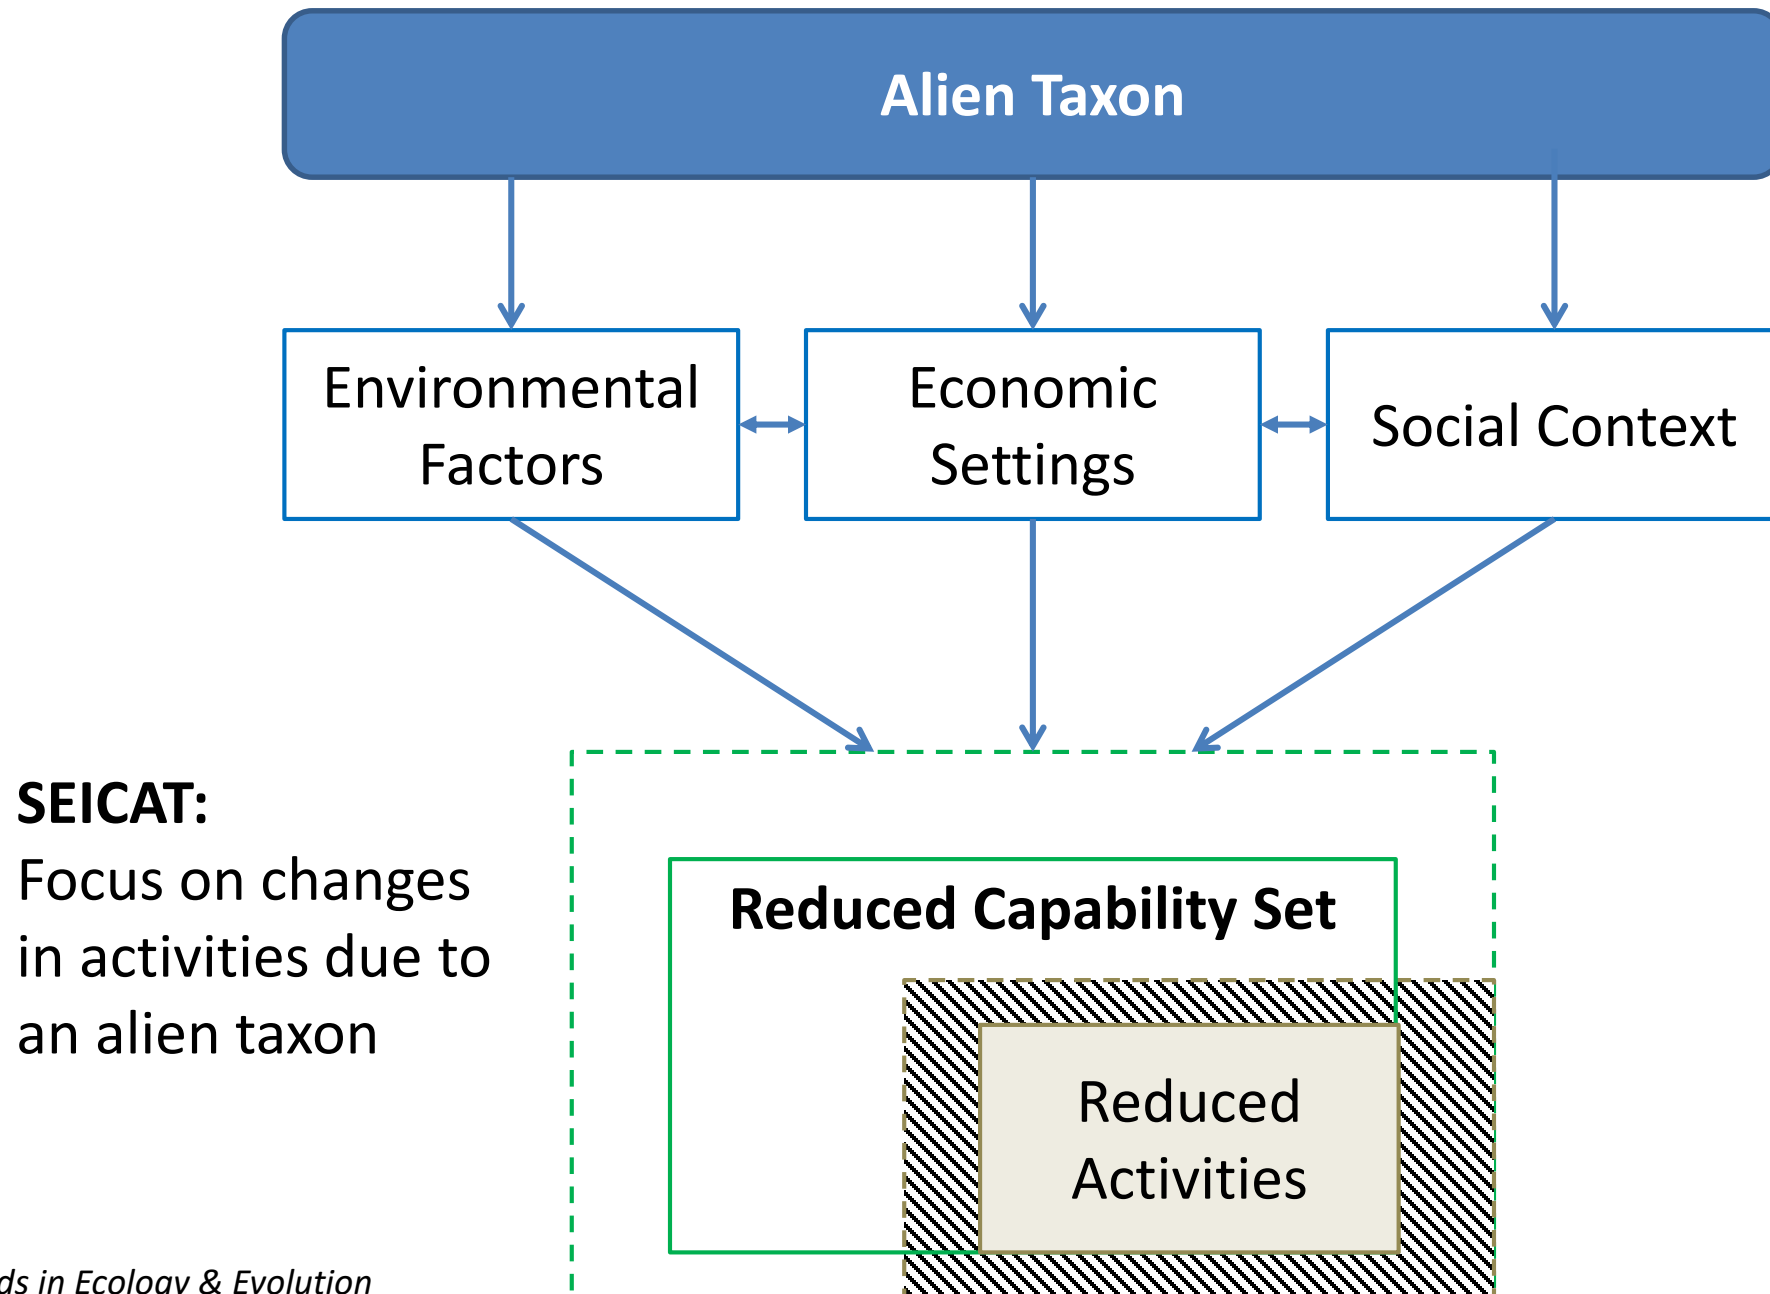 Alien Taxon
Environmental
Factors
Economic
Settings
Social Context
SEICAT:
Focus on changes
in activities due to
an alien taxon
Reduced Capability Set
Reduced
Activities
ds in Ecology & Evolution